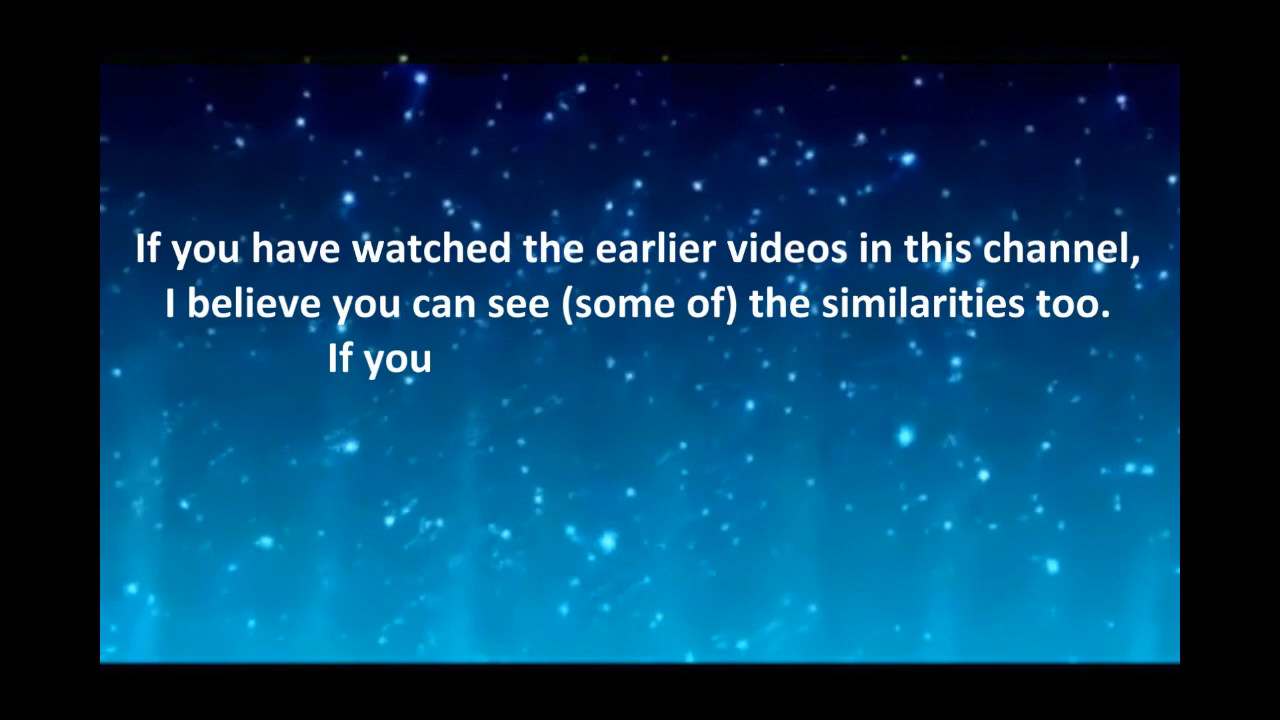 If you have watched the earlier videos in this channel,
I believe you can see (some of) the similarities too.
If you